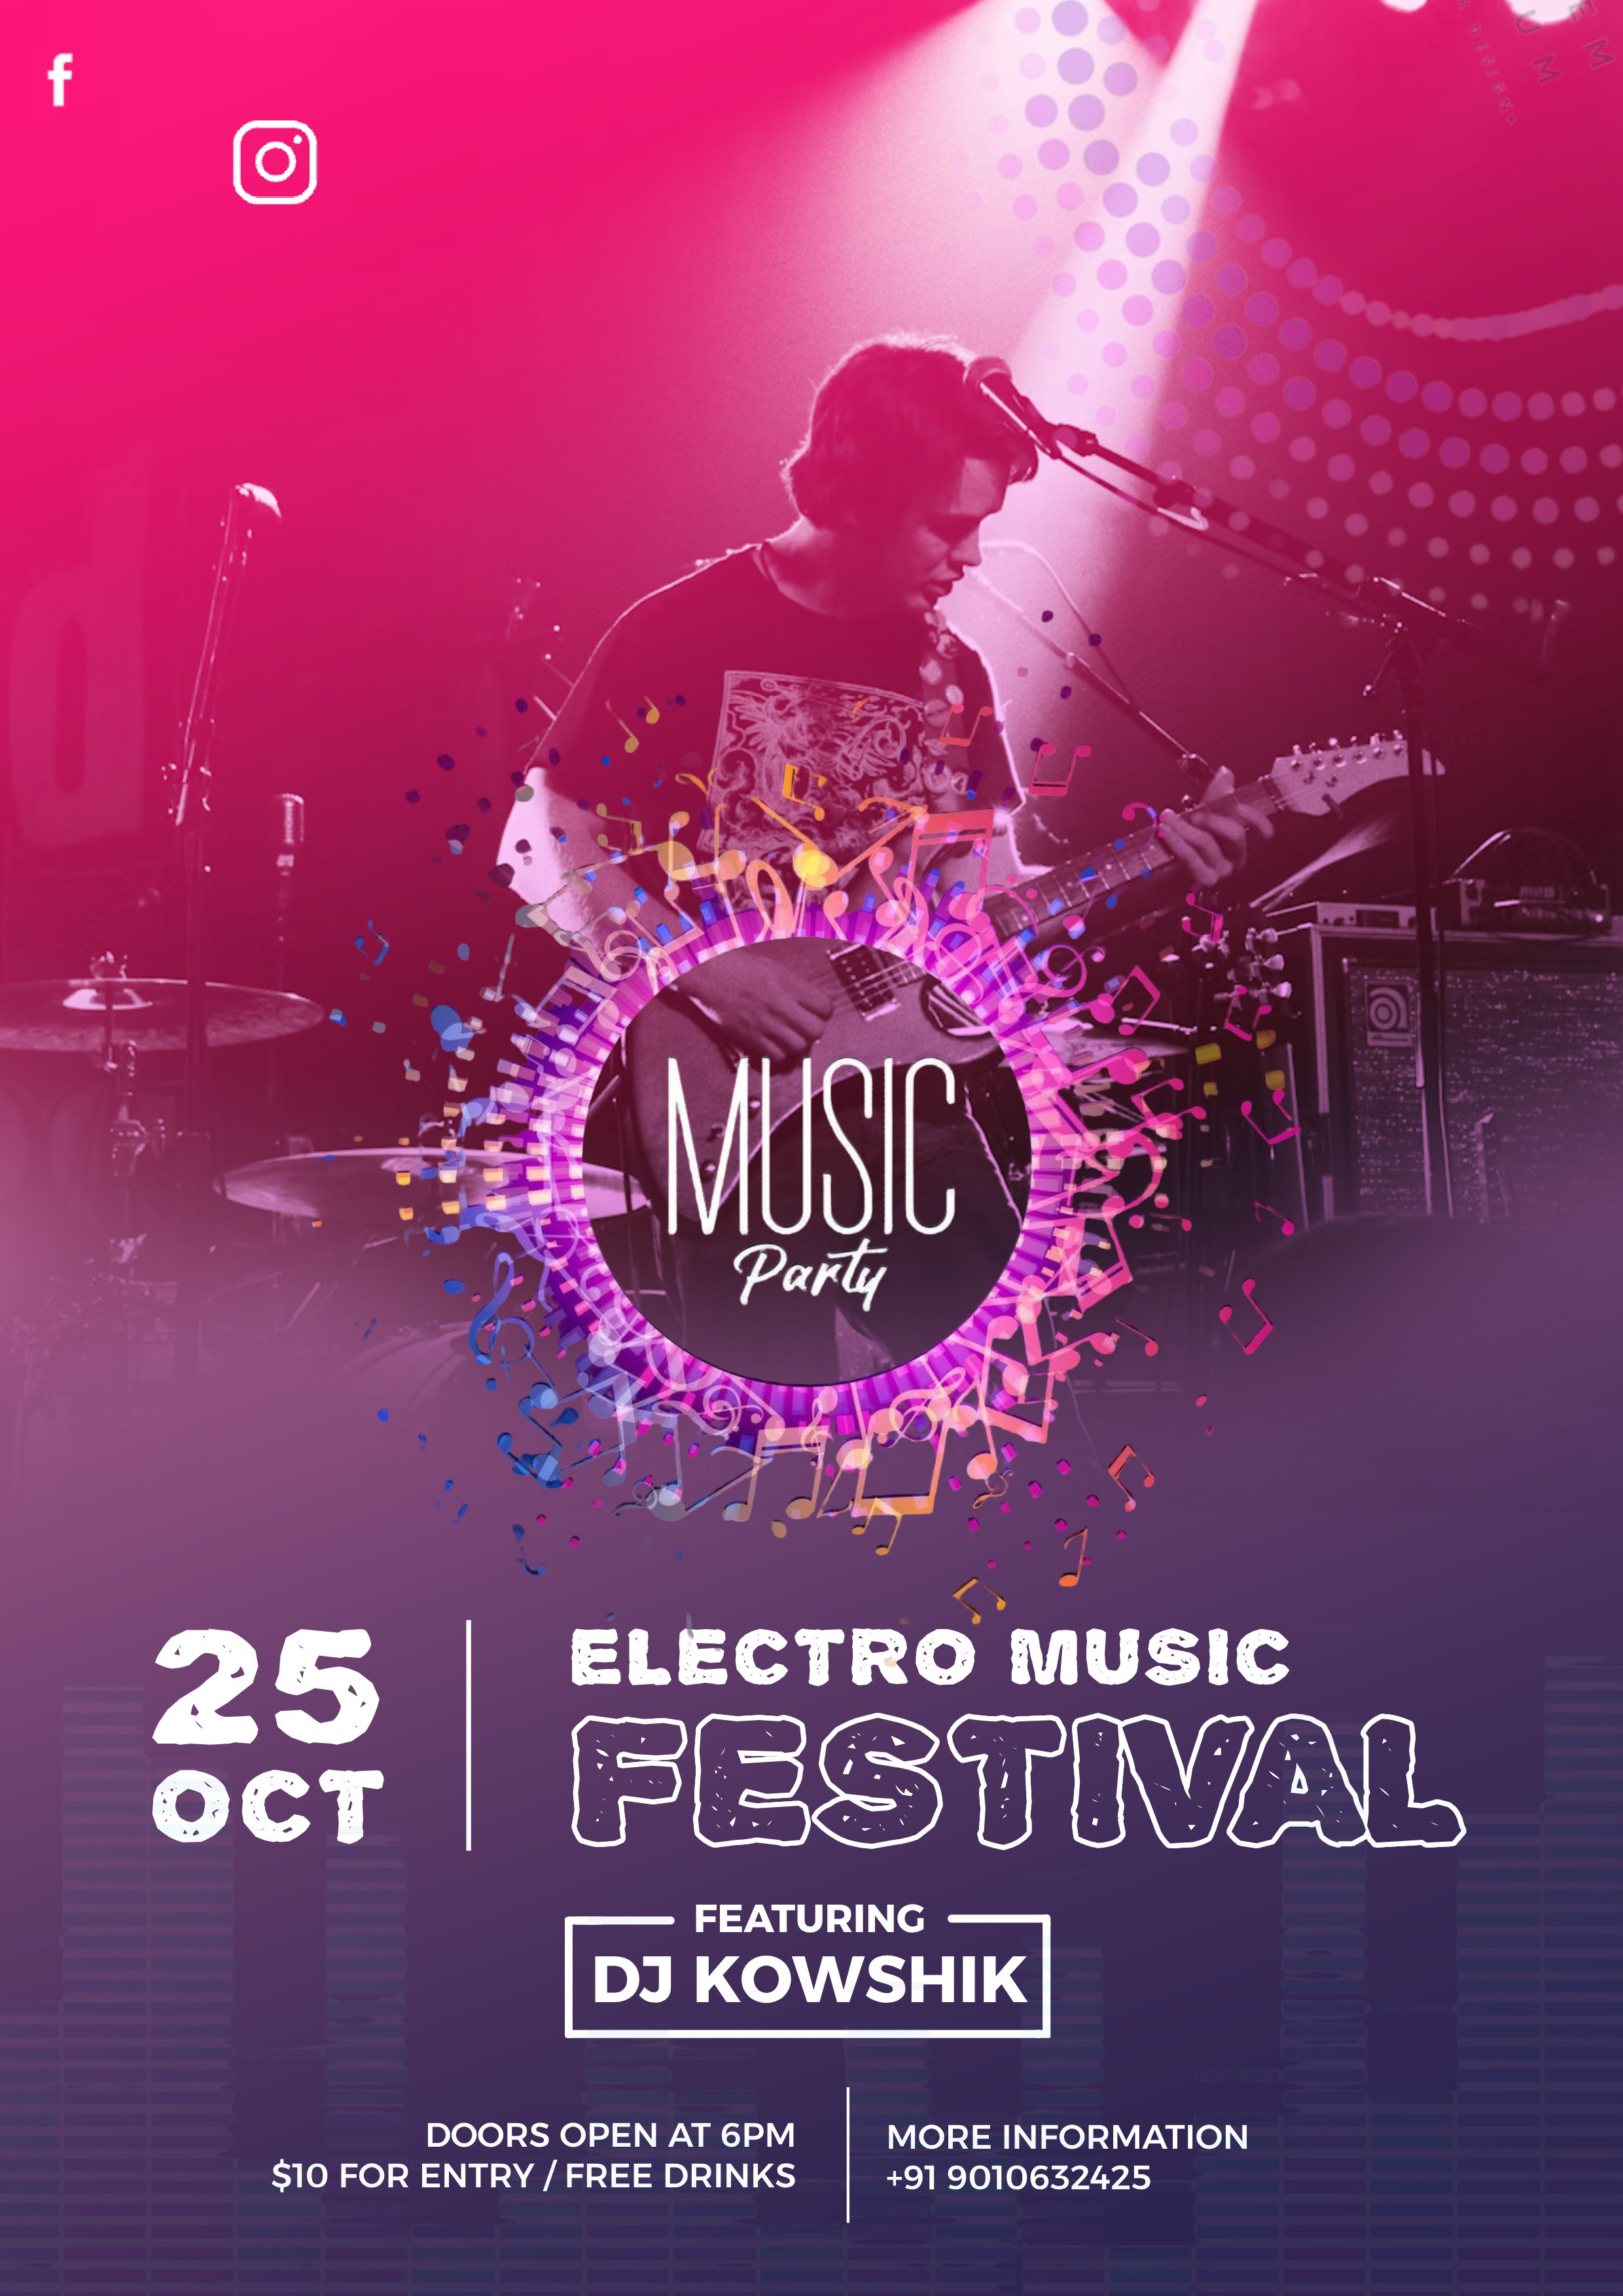 f
MUSIC
Party
25
OCT
ELECTRO MUSIC
FESTIVAL
FEATURING
DJ KOWSHIK
DOORS OPEN AT 6PM
$10 FOR ENTRY / FREE DRINKS
MORE INFORMATION
+91 9010632425